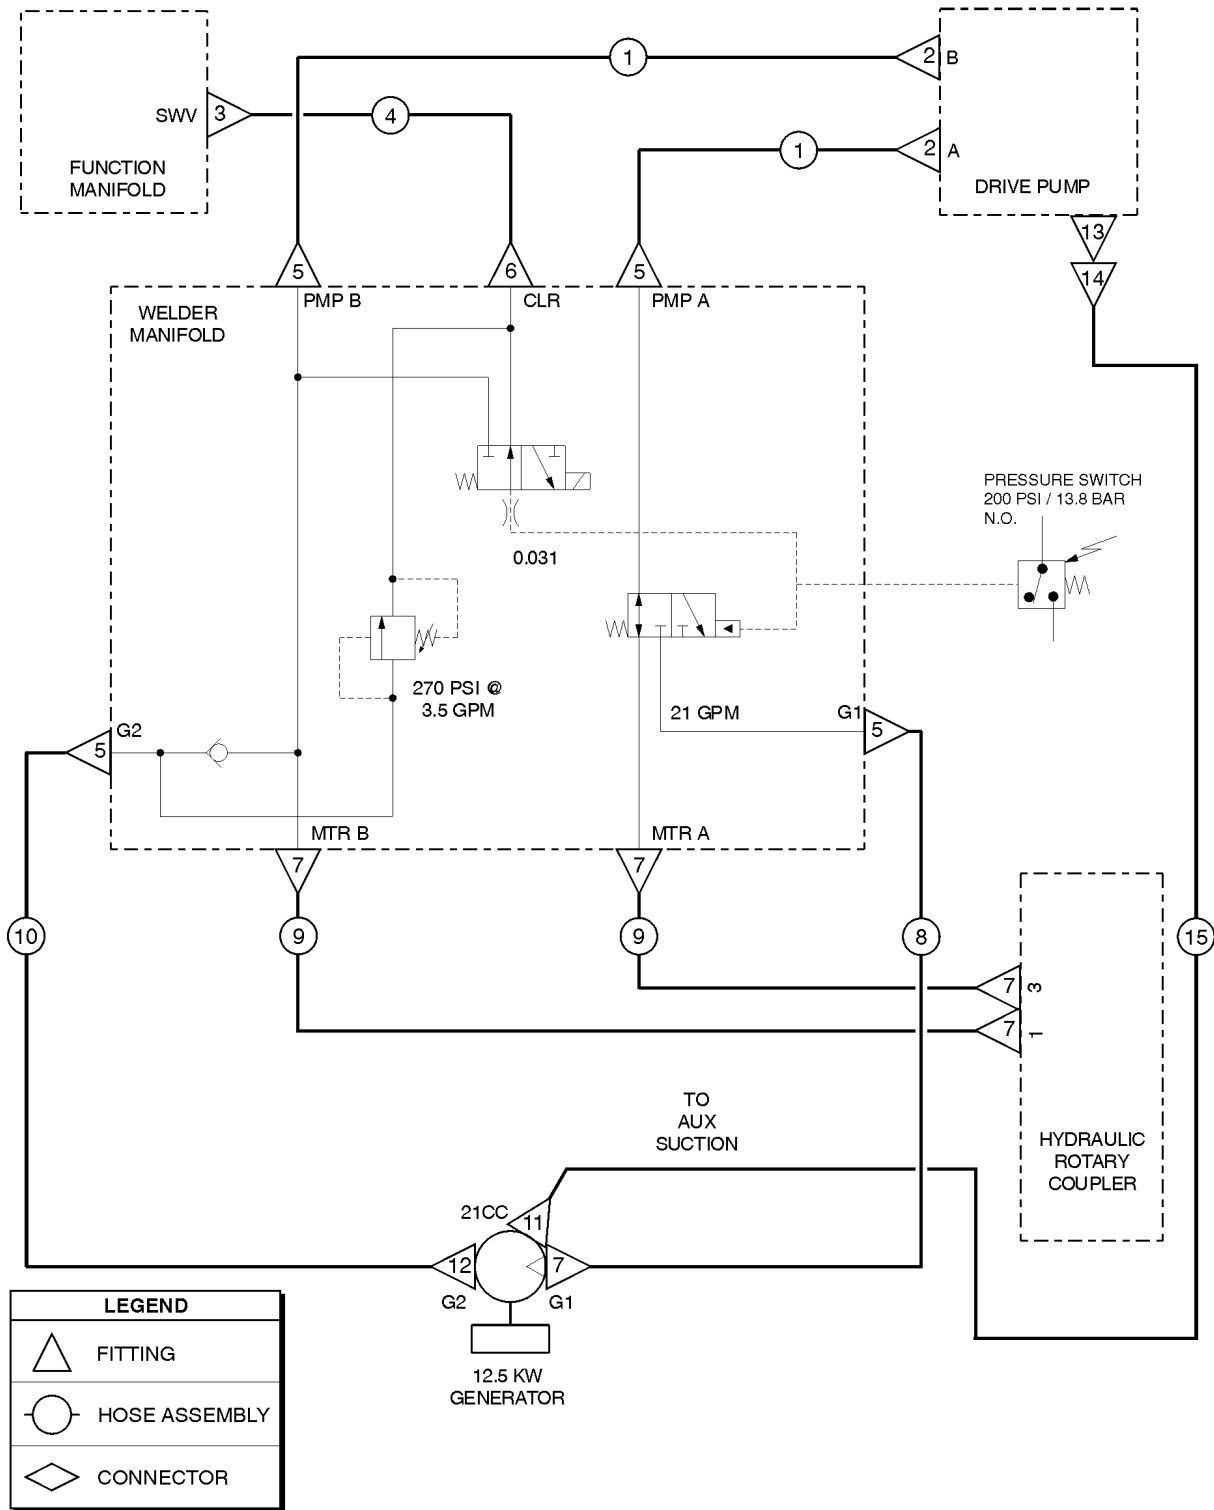 1
2 B
SWV 3
4
FUNCTION
MANIFOLD
1
2 A
DRIVE PUMP
13
14
5
6
5
PMP B
CLR
PMP A
WELDER
MANIFOLD
PRESSURE SWITCH
200 PSI / 13.8 BAR
N.O.
0.031
270 PSI @
3.5 GPM
21 GPM
G1
5
G2
5
MTR B
MTR A
7
7
10
9
9
8
15
7 3
7 1
TO
AUX
SUCTION
HYDRAULIC
ROTARY
COUPLER
21CC
11
12
7
G2
G1
12.5 KW
GENERATOR
LEGEND
FITTING
HOSE ASSEMBLY
CONNECTOR